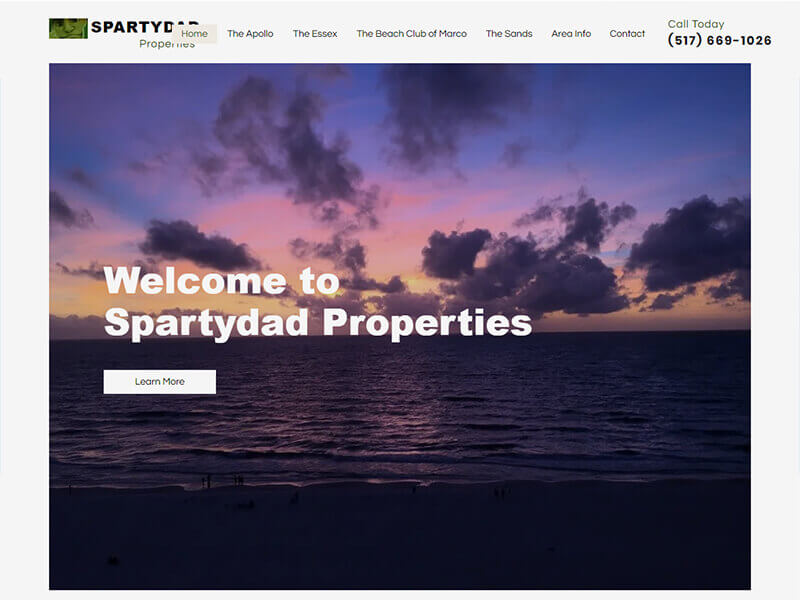 SPARTYDAD
Properties
Home The Apollo The Essex The Beach Club of Marco The Sands Area Info Contact
Call Today
(517) 669-1026
Welcome to
Spartydad Properties
Learn More